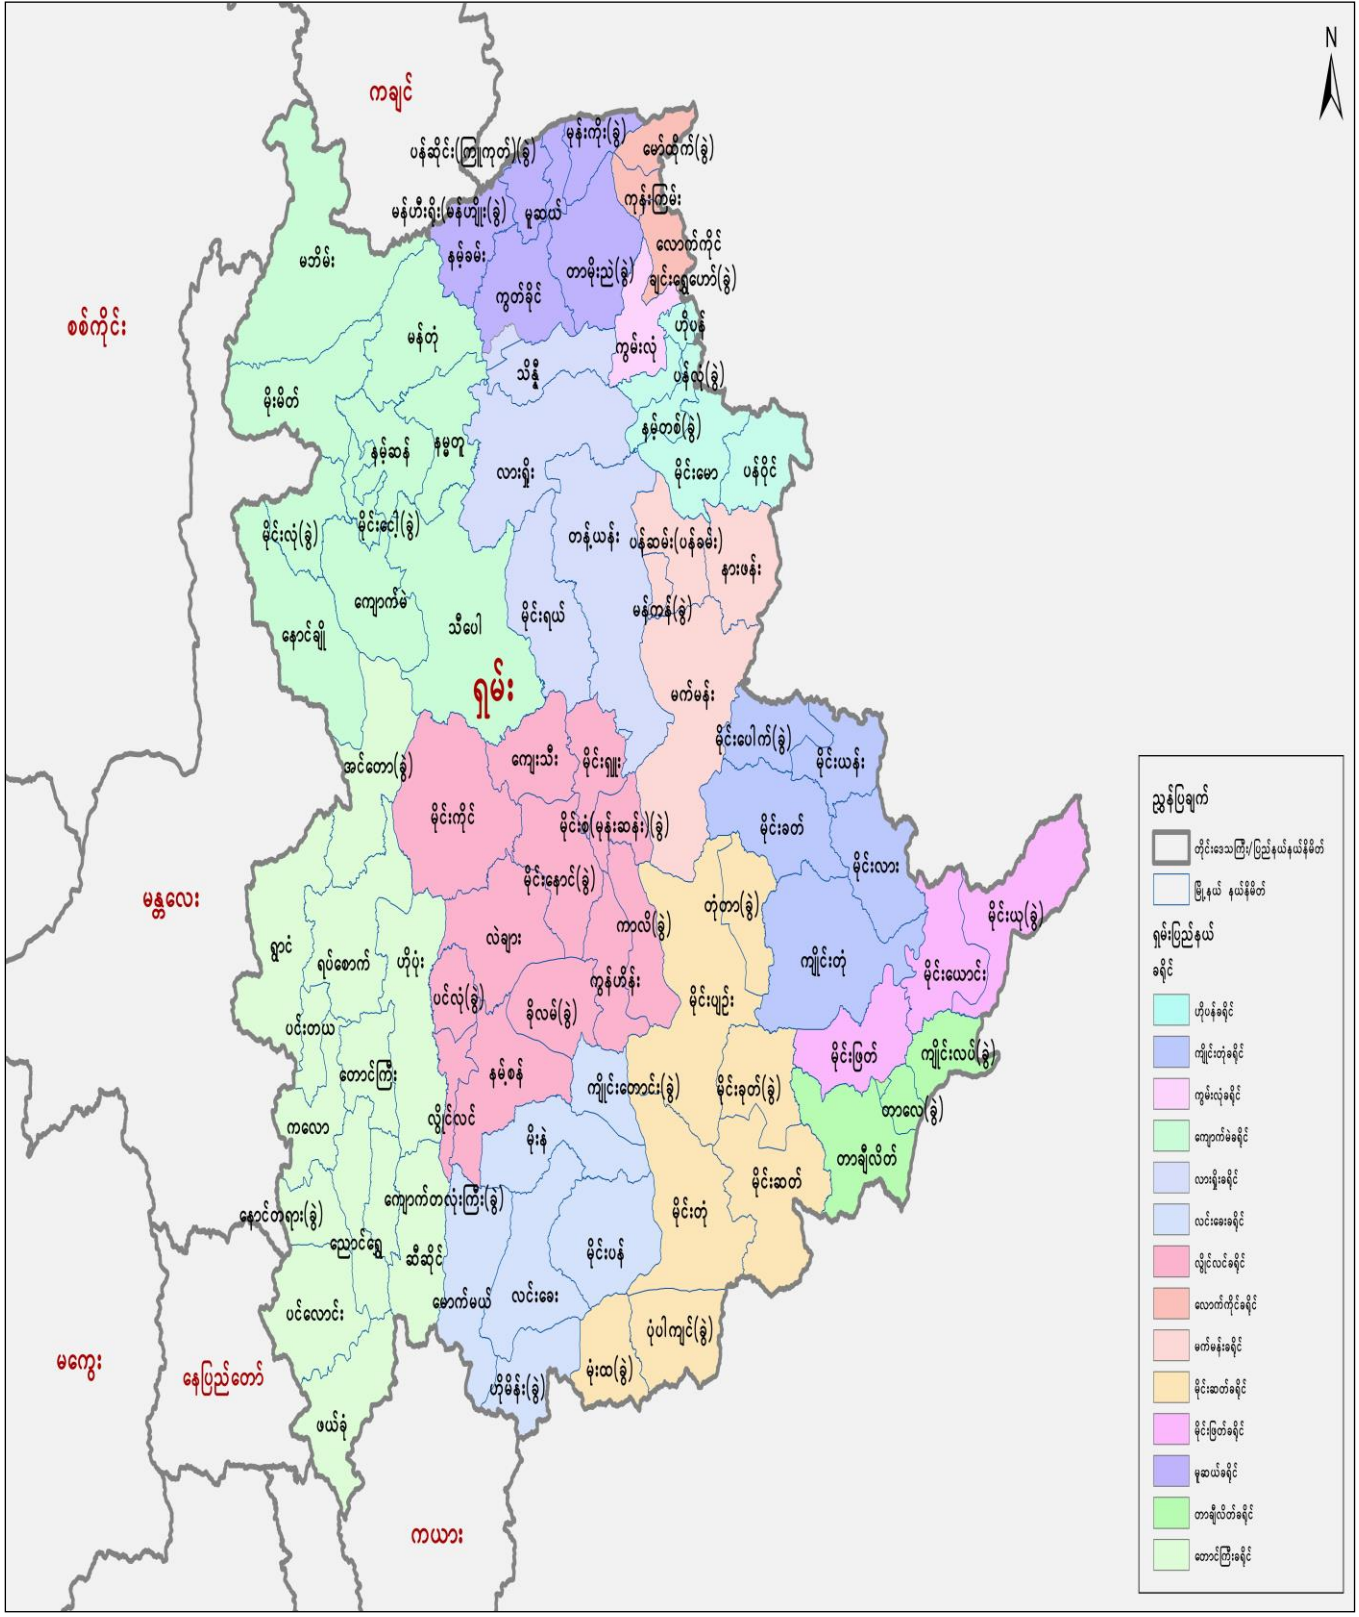 N
ကချင်
မုန်းကိုး(ခွဲ)
ပန်ဆိုင်း(ကြူကုတ်)(ခွဲ)
မော်ထိုက်(ခွဲ)
ကုန်းကြမ်း
မန်ဟီးရိုး(မန်ဟျိုး(ခွဲ)
မူဆယ်
လောက်ကိုင်
မဘိမ်း
နမ့်ခမ်း
တာမိုးညဲ(ခွဲ)
ချင်းရွှေဟော်(ခွဲ)
ကွတ်ခိုင်
စစ်ကိုင်း
ဟိုပန်
မန်တုံ
ကွမ်းလုံ
သိန္နီ
ပန်လုံ(ခွဲ)
မိုးမိတ်
နမ့်တစ်(ခွဲ)
နမ္မတူ
နမ့်ဆန်
လားရှိုး
မိုင်းမော
ပန်ဝိုင်
မိုင်းငေါ့(ခွဲ)
မိုင်းလုံ(ခွဲ)
တန့်ယန်း
ပန်ဆမ်း(ပန်ခမ်း)
နားဖန်း
ကျောက်မဲ
မိုင်းရယ်
မန်ကန်(ခွဲ)
နောင်ချို
သီပေါ
ရှမ်း
မက်မန်း
မိုင်းပေါက်(ခွဲ)
အင်တော(ခွဲ)
ကျေးသီး
မိုင်းရှူး
မိုင်းယန်း
မိုင်းကိုင်
မိုင်းစံ(မုန်းဆန်း)(ခွဲ)
မိုင်းခတ်
မိုင်းလား
မိုင်းနောင်(ခွဲ)
မန္တလေး
တုံတာ(ခွဲ)
မိုင်းယု(ခွဲ)
ကာလိ(ခွဲ)
လဲချား
ရွာငံ
ရပ်စောက်
ဟိုပုံး
ကျိုင်းတုံ
မိုင်းယောင်း
ကွန်ဟိန်း
ပင်လုံ(ခွဲ)
မိုင်းပျဉ်း
ခိုလမ်(ခွဲ)
ပင်းတယ
မိုင်းဖြတ်
ကျိုင်းလပ်(ခွဲ)
တောင်ကြီး
နမ့်စန်
ကျိုင်းတောင်း(ခွဲ)
မိုင်းခုတ်(ခွဲ)
တာလေ(ခွဲ)
ကလော
လွိုင်လင်
မိုးနဲ
တာချီလိတ်
မိုင်းဆတ်
ကျောက်တလုံးကြီး(ခွဲ)
နောင်တရား(ခွဲ)
မိုင်းတုံ
ညောင်ရွှေ
ဆီဆိုင်
မိုင်းပန်
လင်းခေး
မောက်မယ်
ပင်လောင်း
ပုံပါကျင်(ခွဲ)
မကွေး
နေပြည်တော်
မုံးထ(ခွဲ)
ဟိုမိန်း(ခွဲ)
ဖယ်ခုံ
ကယား
ညွှန်ပြချက်
တိုင်းဒေသကြီး/ပြည်နယ်နယ်နိမိတ်
မြို့နယ် နယ်နိမိတ်
ရှမ်းပြည်နယ်
ခရိုင်
ဟိုပန်ခရိုင်
ကျိုင်းတုံခရိုင်
ကွမ်းလုံခရိုင်
ကျောက်မဲခရိုင်
လားရှိုးခရိုင်
လင်းခေးခရိုင်
လွိုင်လင်ခရိုင်
လောက်ကိုင်ခရိုင်
မက်မန်းခရိုင်
မိုင်းဆတ်ခရိုင်
မိုင်းဖြတ်ခရိုင်
မူဆယ်ခရိုင်
တာချီလိတ်ခရိုင်
တောင်ကြီးခရိုင်